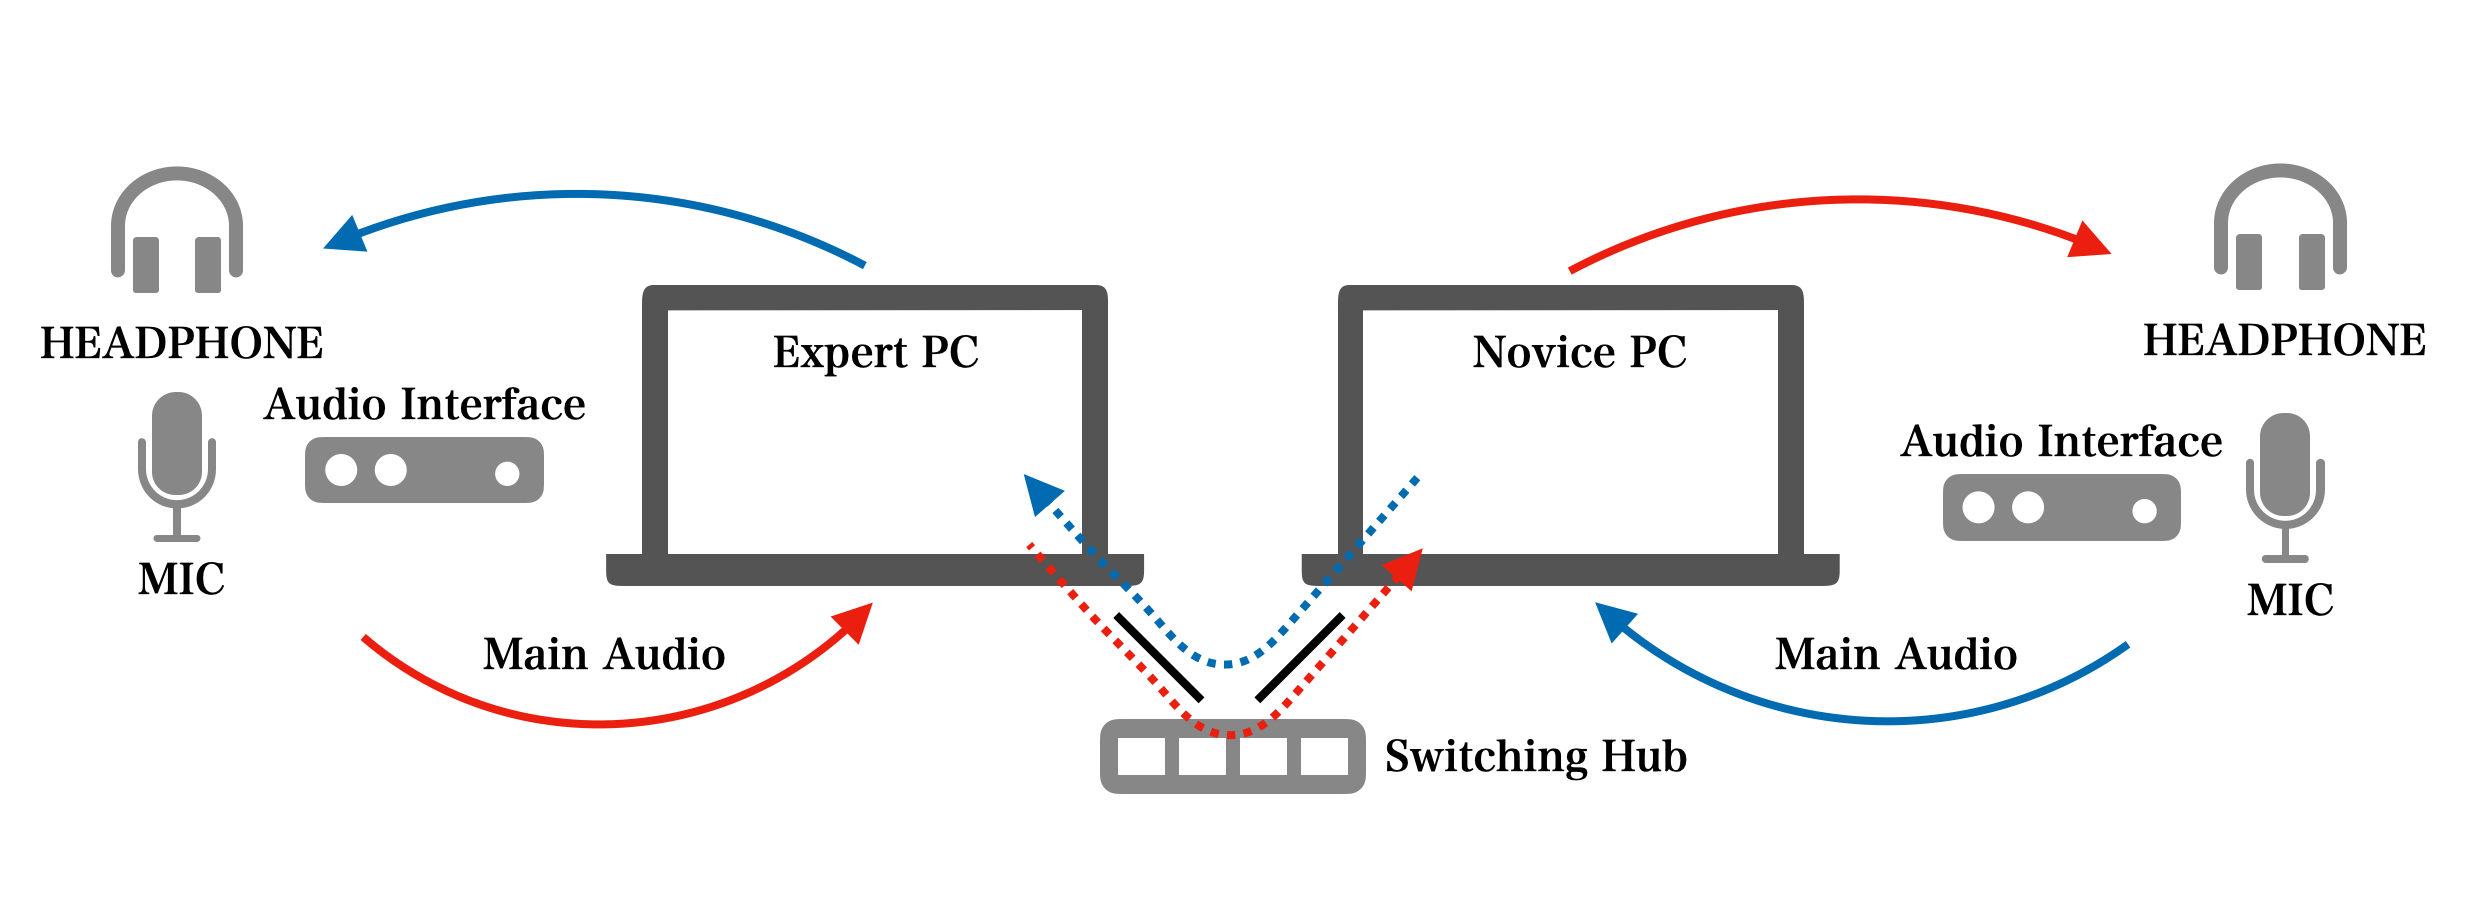 HEADPHONE
Audio Interface
MIC
Main Audio
Expert PC
Novice PC
Switching Hub
HEADPHONE
Audio Interface
MIC
Main Audio